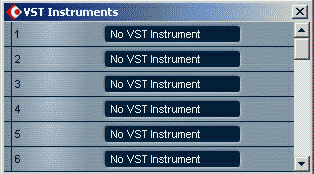 VST Instruments
1 No VST Instrument
2 No VST Instrument
3 No VST Instrument
4 No VST Instrument
5 No VST Instrument
6 No VST Instrument